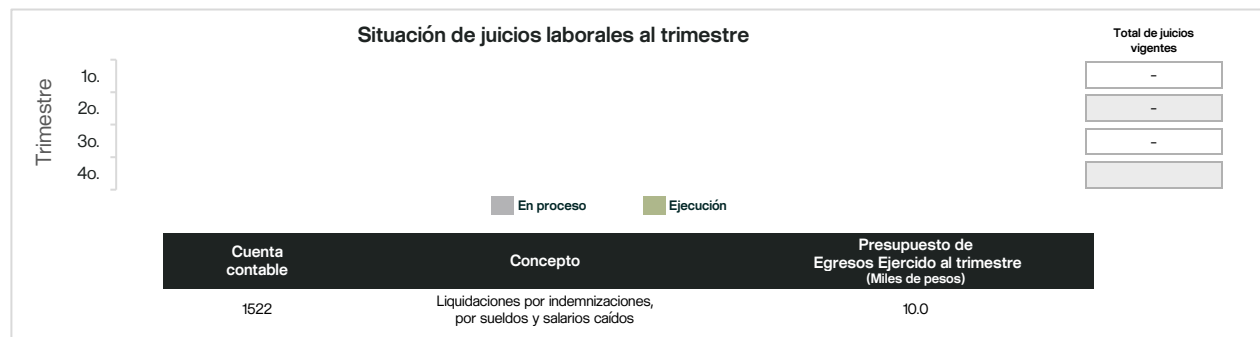 Situación de juicios laborales al trimestre
Total de juicios
vigentes
Trimestre
1o.
-
2o.
-
3o.
-
4o.
En proceso
Ejecución
Cuenta
contable
Concepto
Presupuesto de
Egresos Ejercido al trimestre
(Miles de pesos)
1522
Liquidaciones por indemnizaciones,
por sueldos y salarios caídos
10.0